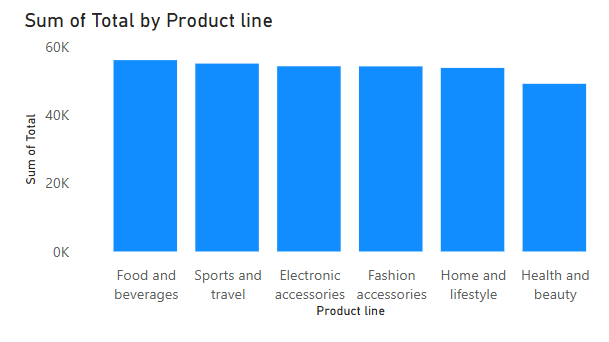 Sum of Total by Product line
60K
40K
20K
0K
Sum of Total
Food and
beverages
Sports and
travel
Electronic
accessories
Fashion
accessories
Home and
lifestyle
Health and
beauty
Product line